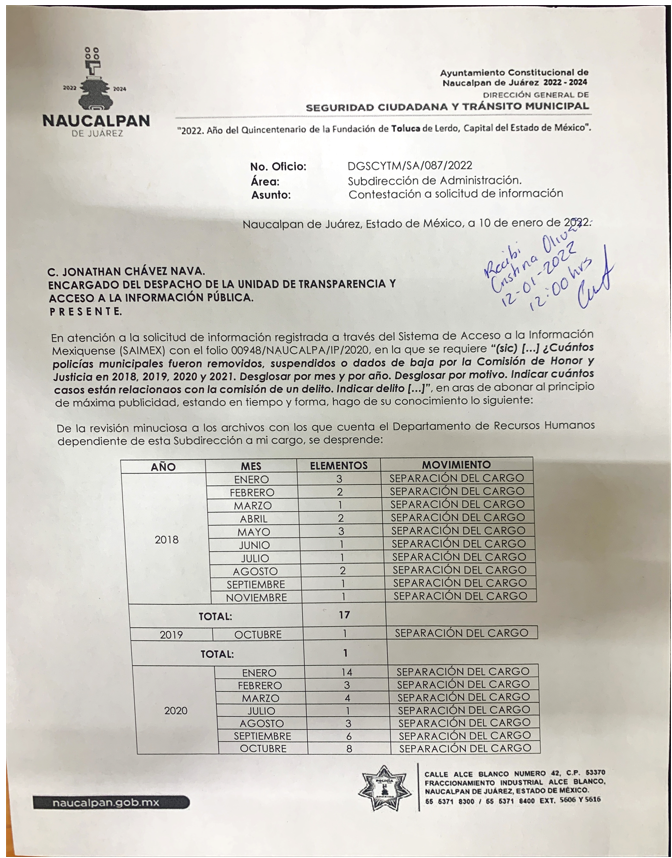 2022 2024
NAUCALPAN
DE JUÁREZ
Ayuntamiento Constitucional de
Naucalpan de Juárez 2022 - 2024
DIRECCIÓN GENERAL DE
SEGURIDAD CIUDADANA Y TRÁNSITO MUNICIPAL
"2022. Año del Quincentenario de la Fundación de Toluca de Lerdo, Capital del Estado de México".
No. Oficio: DGSCYTM/SA/087/2022
Área: Subdirección de Administración.
Asunto: Contestación a solicitud de información
Naucalpan de Juárez, Estado de México, a 10 de enero de 2022.
Recibi
Cristina Oliva
12-01-2022
12:00 hrs
C. JONATHAN CHÁVEZ NAVA.
ENCARGADO DEL DESPACHO DE LA UNIDAD DE TRANSPARENCIA Y
ACCESO A LA INFORMACIÓN PÚBLICA.
P R E S E N T E.
En atención a la solicitud de información registrada a través del Sistema de Acceso a la Información
Mexiquense (SAIMEX) con el folio 00948/NAUCALPA/IP/2020, en la que se requiere "(sic) [...] ¿Cuántos
policías municipales fueron removidos, suspendidos o dados de baja por la Comisión de Honor y
Justicia en 2018, 2019, 2020 y 2021. Desglosar por mes y por año. Desglosar por motivo. Indicar cuántos
casos están relacionaos con la comisión de un delito. Indicar delito [...]", en aras de abonar al principio
de máxima publicidad, estando en tiempo y forma, hago de su conocimiento lo siguiente:
De la revisión minuciosa a los archivos con los que cuenta el Departamento de Recursos Humanos
dependiente de esta Subdirección a mi cargo, se desprende:
AÑO MES ELEMENTOS MOVIMIENTO
2018 ENERO 3 SEPARACIÓN DEL CARGO
FEBRERO 2 SEPARACIÓN DEL CARGO
MARZO 1 SEPARACIÓN DEL CARGO
ABRIL 2 SEPARACIÓN DEL CARGO
MAYO 3 SEPARACIÓN DEL CARGO
JUNIO 1 SEPARACIÓN DEL CARGO
JULIO 1 SEPARACIÓN DEL CARGO
AGOSTO 2 SEPARACIÓN DEL CARGO
SEPTIEMBRE 1 SEPARACIÓN DEL CARGO
NOVIEMBRE 1 SEPARACIÓN DEL CARGO
TOTAL: 17
2019 OCTUBRE 1 SEPARACIÓN DEL CARGO
TOTAL: 1
2020 ENERO 14 SEPARACIÓN DEL CARGO
FEBRERO 3 SEPARACIÓN DEL CARGO
MARZO 4 SEPARACIÓN DEL CARGO
JULIO 1 SEPARACIÓN DEL CARGO
AGOSTO 3 SEPARACIÓN DEL CARGO
SEPTIEMBRE 6 SEPARACIÓN DEL CARGO
OCTUBRE 8 SEPARACIÓN DEL CARGO
naucalpan.gob.mx
CALLE ALCE BLANCO NUMERO 42, C.P. 53370
FRACCIONAMIENTO INDUSTRIAL ALCE BLANCO,
NAUCALPAN DE JUÁREZ, ESTADO DE MÉXICO.
55 5371 8300 / 55 5371 8400 EXT. 5606 Y 5616